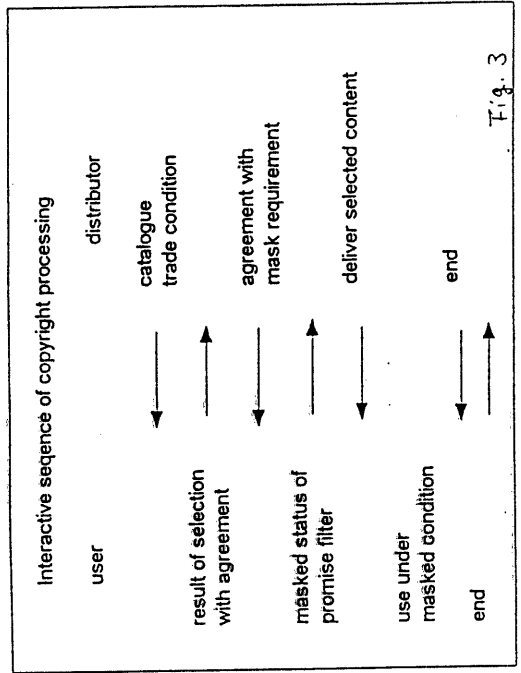 Interactive seqence of copyright processing
user
distributor
catalogue
trade condition
result of selection
with agreement
agreement with
mask requirement
masked status of
promise filter
deliver selected content
use under
masked condition
end
end
Fig. 3